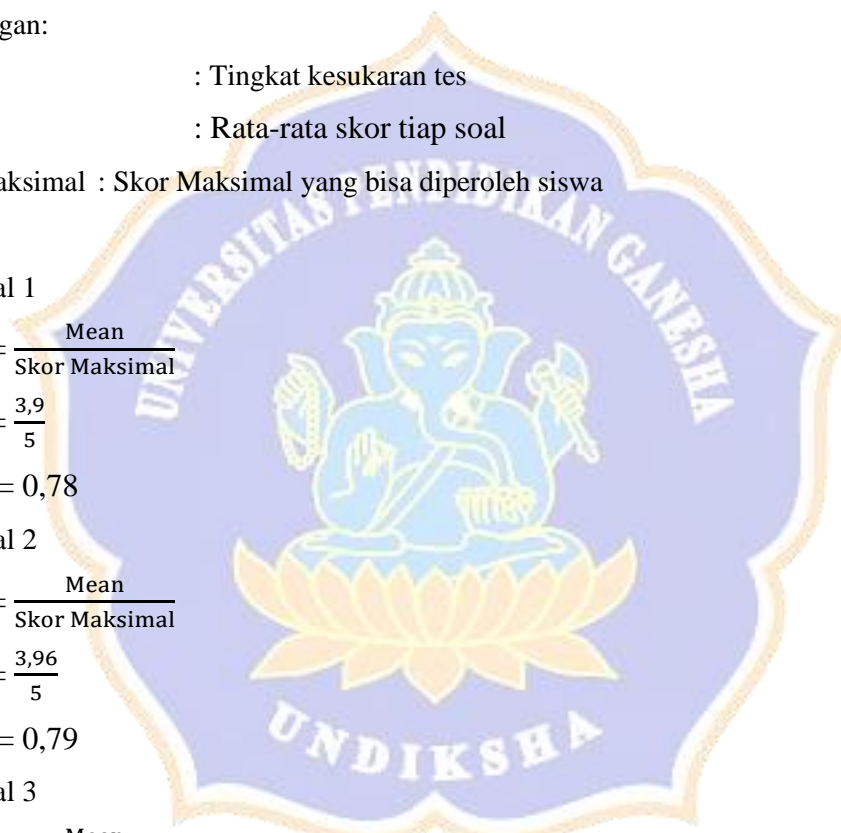 gan:
: Tingkat kesukaran tes
: Rata-rata skor tiap soal
aksimal : Skor Maksimal yang bisa diperoleh siswa
UNIVERSITAS PENDIDIKAN GANESHA
al 1
= Mean / Skor Maksimal
= 3,9 / 5
= 0,78
al 2
= Mean / Skor Maksimal
= 3,96 / 5
= 0,79
UNDIKSHA
al 3